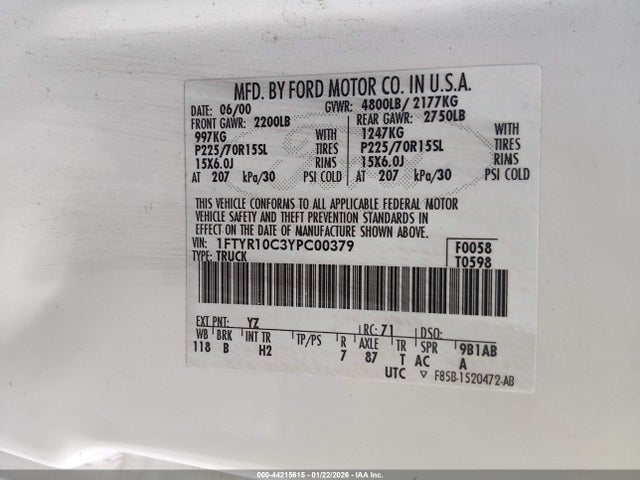 MFD. BY FORD MOTOR CO. IN U.S.A.
DATE: 06/00 GVWR: 4800LB/ 2177KG
FRONT GAWR: 2200LB REAR GAWR: 2750LB
997KG WITH 1247KG WITH
P225/70R15SL TIRES P225/70R15SL TIRES
15X6.0J RIMS 15X6.0J RIMS
AT 207 kPa/30 PSI COLD AT 207 kPa/30 PSI COLD
THIS VEHICLE CONFORMS TO ALL APPLICABLE FEDERAL MOTOR
VEHICLE SAFETY AND THEFT PREVENTION STANDARDS IN
EFFECT ON THE DATE OF MANUFACTURE SHOWN ABOVE.
VIN: 1FTYR10C3YPC00379 F0058
TYPE: TRUCK T0598
EXT PNT: YZ RC: 71 DSO:
WB BRK INT TR TP/PS R AXLE TR SPR 9B1AB
118 B H2 7 87 T AC A
UTC ▽ F85B-1520472-AB
000-44215615 - 01/22/2026 - IAA Inc.